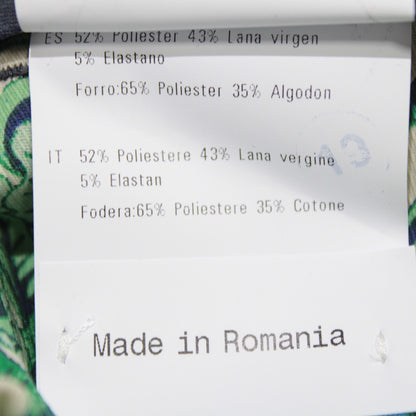 ES 52% Poliester 43% Lana virgen
5% Elastano
Forro:65% Poliester 35% Algodon
IT 52% Poliestere 43% Lana vergine
5% Elastan
Fodera:65% Poliestere 35% Cotone
Made in Romania